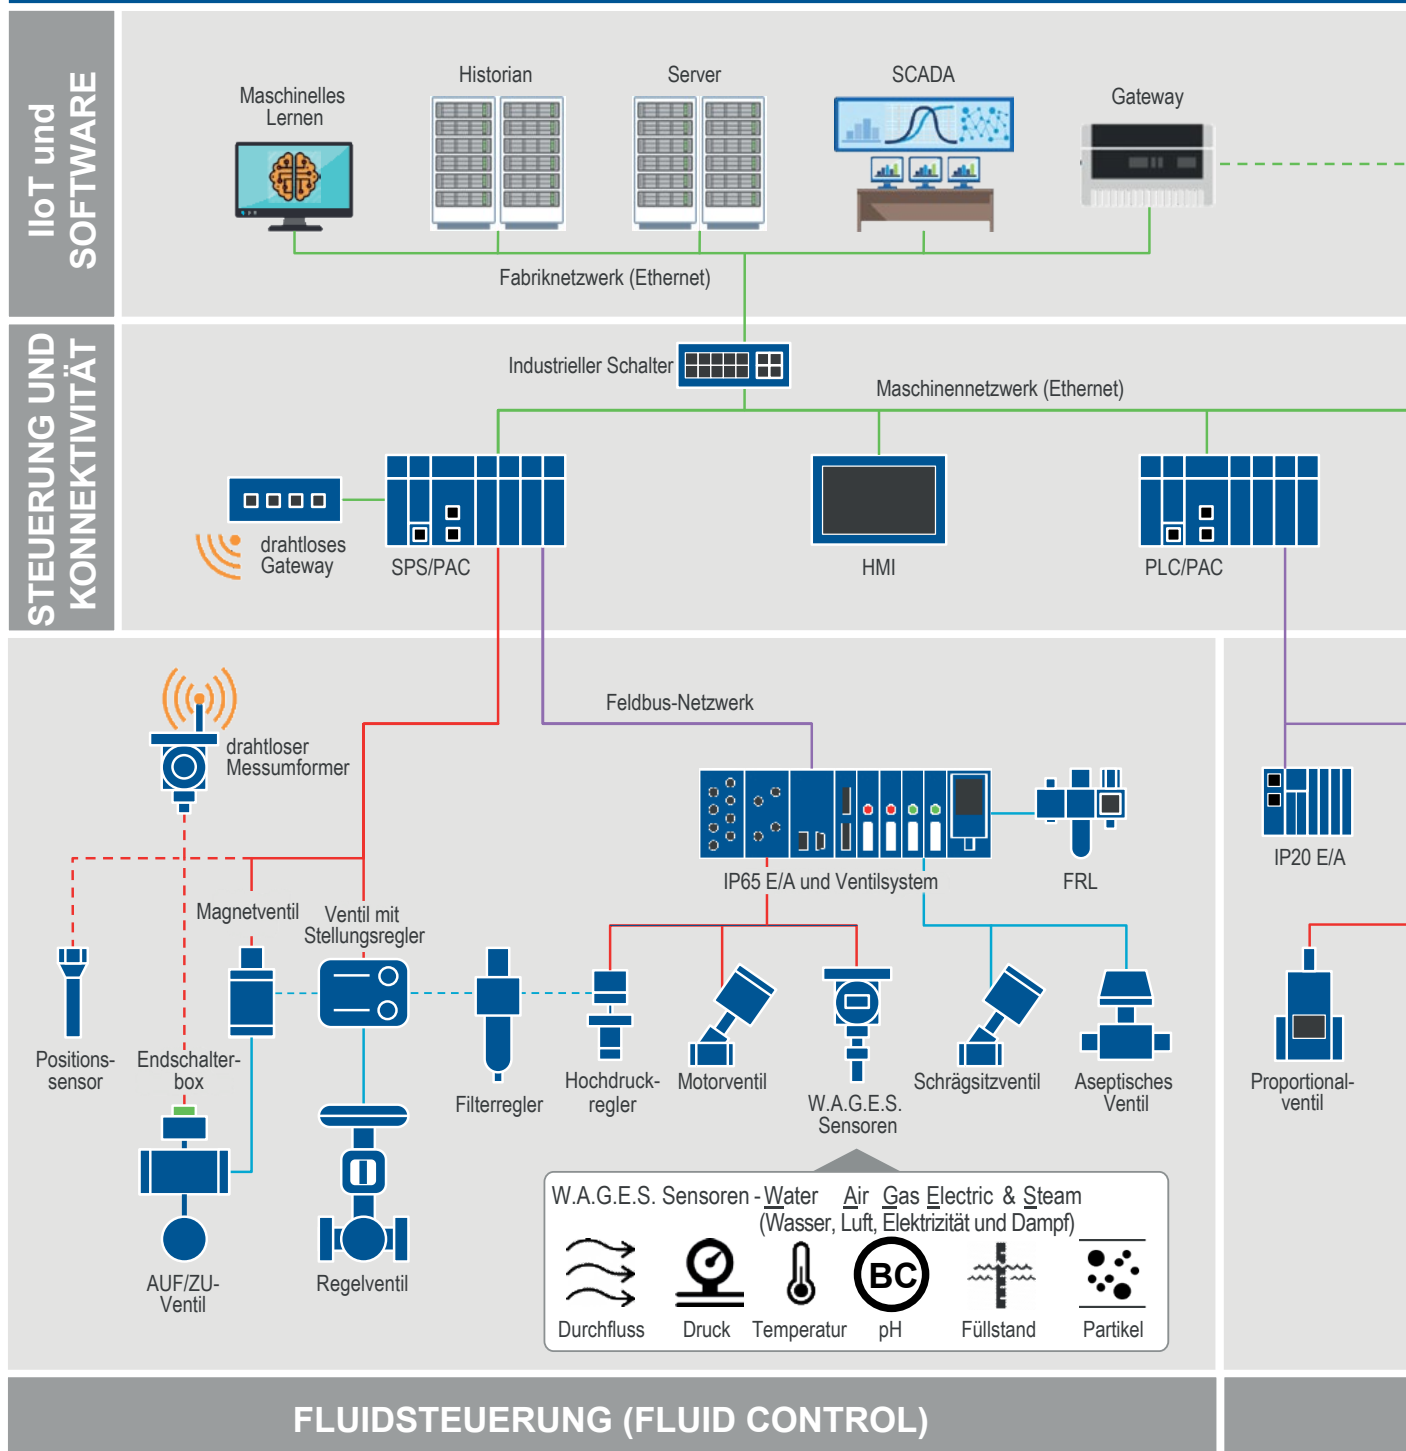 IIoT und
SOFTWARE
Maschinelles
Lernen
Historian
Server
SCADA
Gateway
Fabriknetzwerk (Ethernet)
STEUERUNG UND
KONNEKTIVITÄT
Industrieller Schalter
Maschinennetzwerk (Ethernet)
drahtloses
Gateway
SPS/PAC
HMI
PLC/PAC
Feldbus-Netzwerk
drahtloser
Messumformer
IP65 E/A und Ventilsystem
FRL
IP20 E/A
Magnetventil
Ventil mit
Stellungsregler
Positions-
sensor
Endschalter-
box
Filterregler
Hochdruck-
regler
Motorventil
W.A.G.E.S.
Sensoren
Schrägsitzventil
Aseptisches
Ventil
Proportional-
ventil
AUF/ZU-
Ventil
Regelventil
W.A.G.E.S. Sensoren - Water Air Gas Electric & Steam
(Wasser, Luft, Elektrizität und Dampf)
BC
Durchfluss
Druck
Temperatur
pH
Füllstand
Partikel
FLUIDSTEUERUNG (FLUID CONTROL)